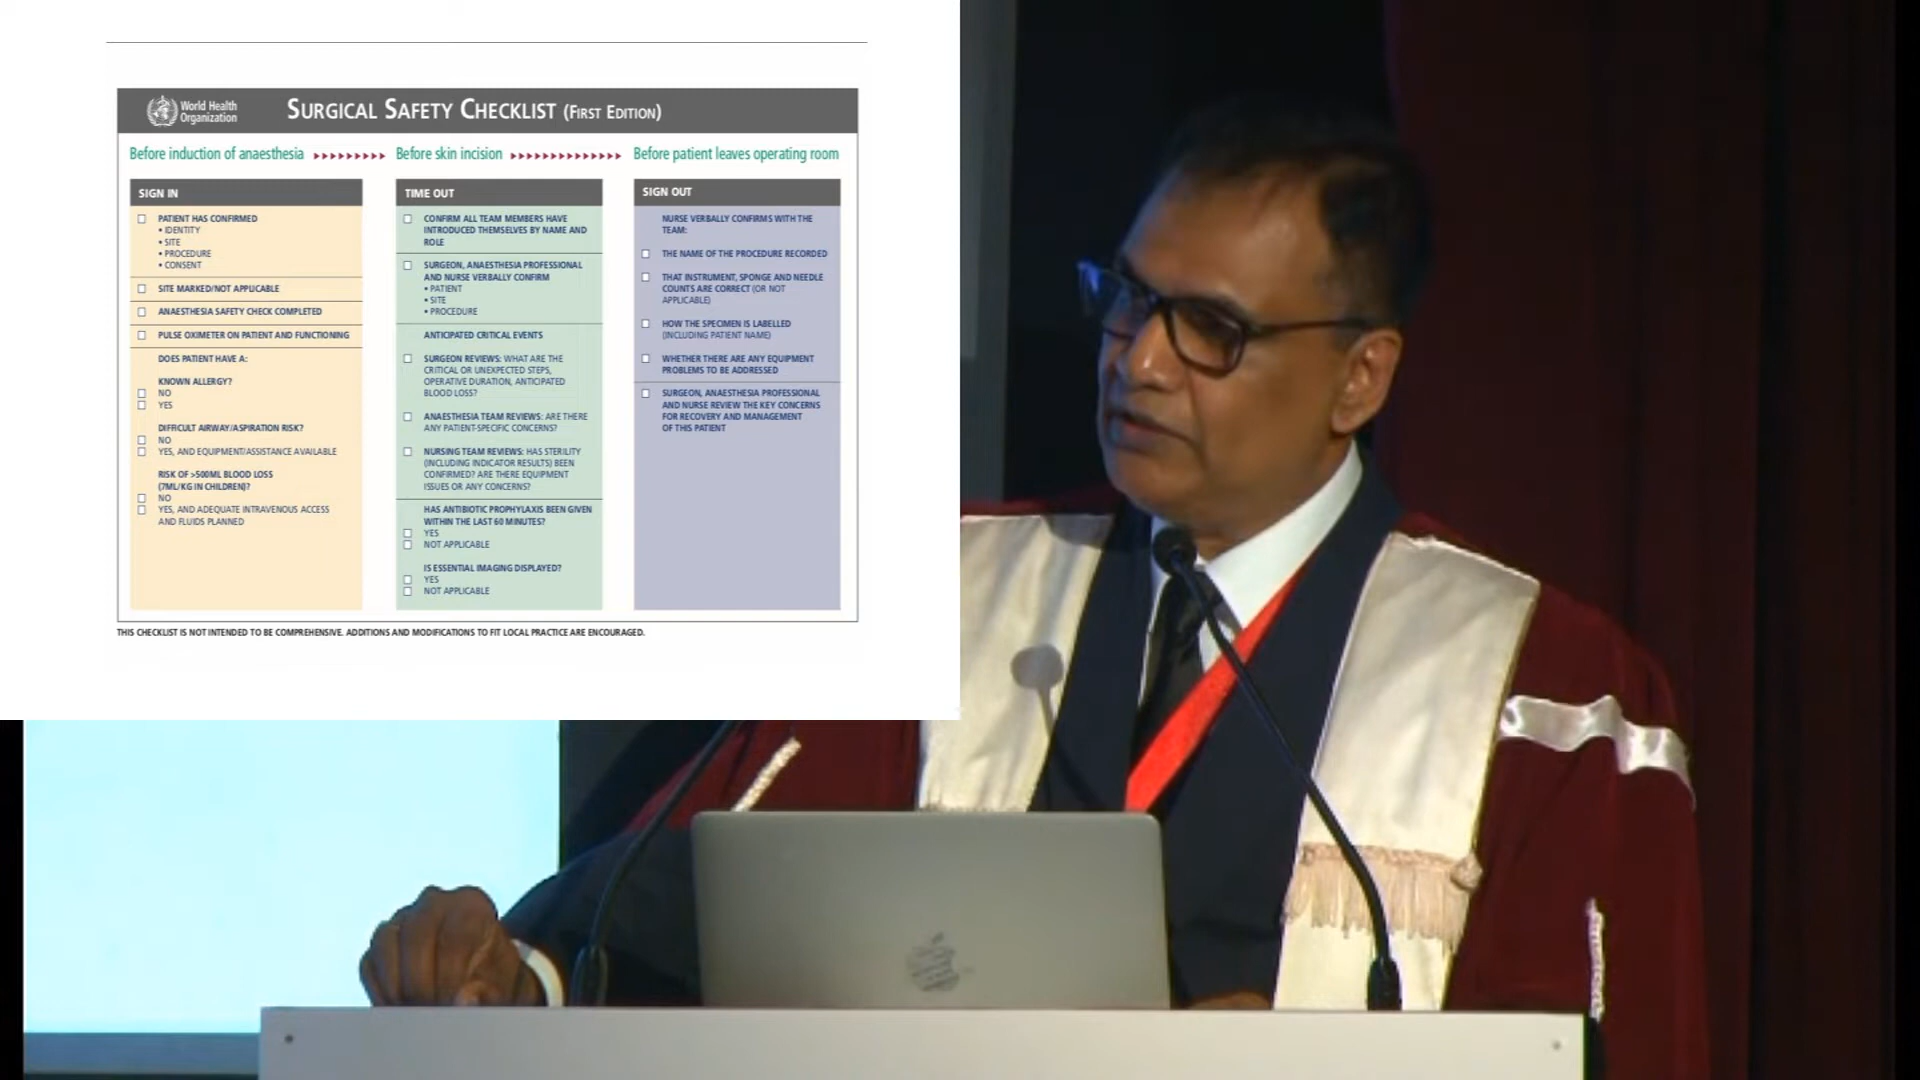 World Health
Organization
SURGICAL SAFETY CHECKLIST (FIRST EDITION)
Before induction of anaesthesia
Before skin incision
Before patient leaves operating room
SIGN IN
PATIENT HAS CONFIRMED
• IDENTITY
• SITE
• PROCEDURE
• CONSENT
SITE MARKED/NOT APPLICABLE
ANAESTHESIA SAFETY CHECK COMPLETED
PULSE OXIMETER ON PATIENT AND FUNCTIONING
DOES PATIENT HAVE A:
KNOWN ALLERGY?
NO
YES
DIFFICULT AIRWAY/ASPIRATION RISK?
NO
YES, AND EQUIPMENT/ASSISTANCE AVAILABLE
RISK OF >500ML BLOOD LOSS
(7ML/KG IN CHILDREN)?
NO
YES, AND ADEQUATE INTRAVENOUS ACCESS
AND FLUIDS PLANNED
TIME OUT
CONFIRM ALL TEAM MEMBERS HAVE
INTRODUCED THEMSELVES BY NAME AND
ROLE
SURGEON, ANAESTHESIA PROFESSIONAL
AND NURSE VERBALLY CONFIRM
• PATIENT
• SITE
• PROCEDURE
ANTICIPATED CRITICAL EVENTS
SURGEON REVIEWS: WHAT ARE THE
CRITICAL OR UNEXPECTED STEPS,
OPERATIVE DURATION, ANTICIPATED
BLOOD LOSS?
ANAESTHESIA TEAM REVIEWS: ARE THERE
ANY PATIENT-SPECIFIC CONCERNS?
NURSING TEAM REVIEWS: HAS STERILITY
(INCLUDING INDICATOR RESULTS) BEEN
CONFIRMED? ARE THERE EQUIPMENT
ISSUES OR ANY CONCERNS?
HAS ANTIBIOTIC PROPHYLAXIS BEEN GIVEN
WITHIN THE LAST 60 MINUTES?
YES
NOT APPLICABLE
IS ESSENTIAL IMAGING DISPLAYED?
YES
NOT APPLICABLE
SIGN OUT
NURSE VERBALLY CONFIRMS WITH THE
TEAM:
THE NAME OF THE PROCEDURE RECORDED
THAT INSTRUMENT, SPONGE AND NEEDLE
COUNTS ARE CORRECT (OR NOT
APPLICABLE)
HOW THE SPECIMEN IS LABELLED
(INCLUDING PATIENT NAME)
WHETHER THERE ARE ANY EQUIPMENT
PROBLEMS TO BE ADDRESSED
SURGEON, ANAESTHESIA PROFESSIONAL
AND NURSE REVIEW THE KEY CONCERNS
FOR RECOVERY AND MANAGEMENT
OF THIS PATIENT
THIS CHECKLIST IS NOT INTENDED TO BE COMPREHENSIVE. ADDITIONS AND MODIFICATIONS TO FIT LOCAL PRACTICE ARE ENCOURAGED.